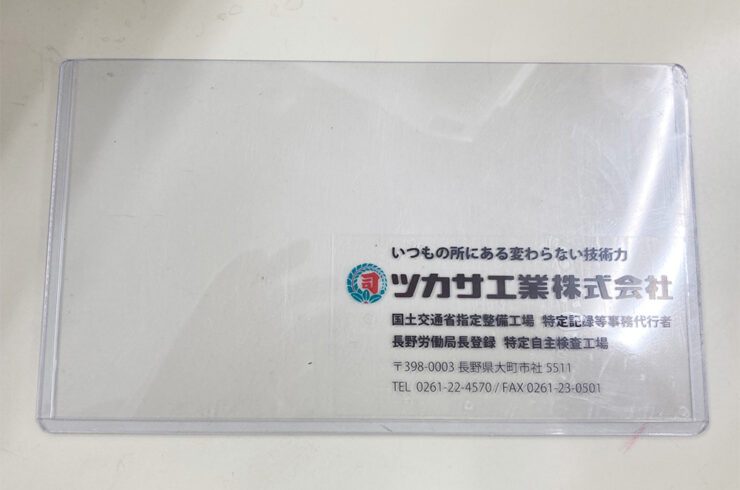 いつもの所にある変わらない技術力
司 ツカサ工業株式会社
国土交通省指定整備工場 特定記録等事務代行者
長野労働局長登録 特定自主検査工場
〒398-0003 長野県大町市社 5511
TEL 0261-22-4570 / FAX 0261-23-0501